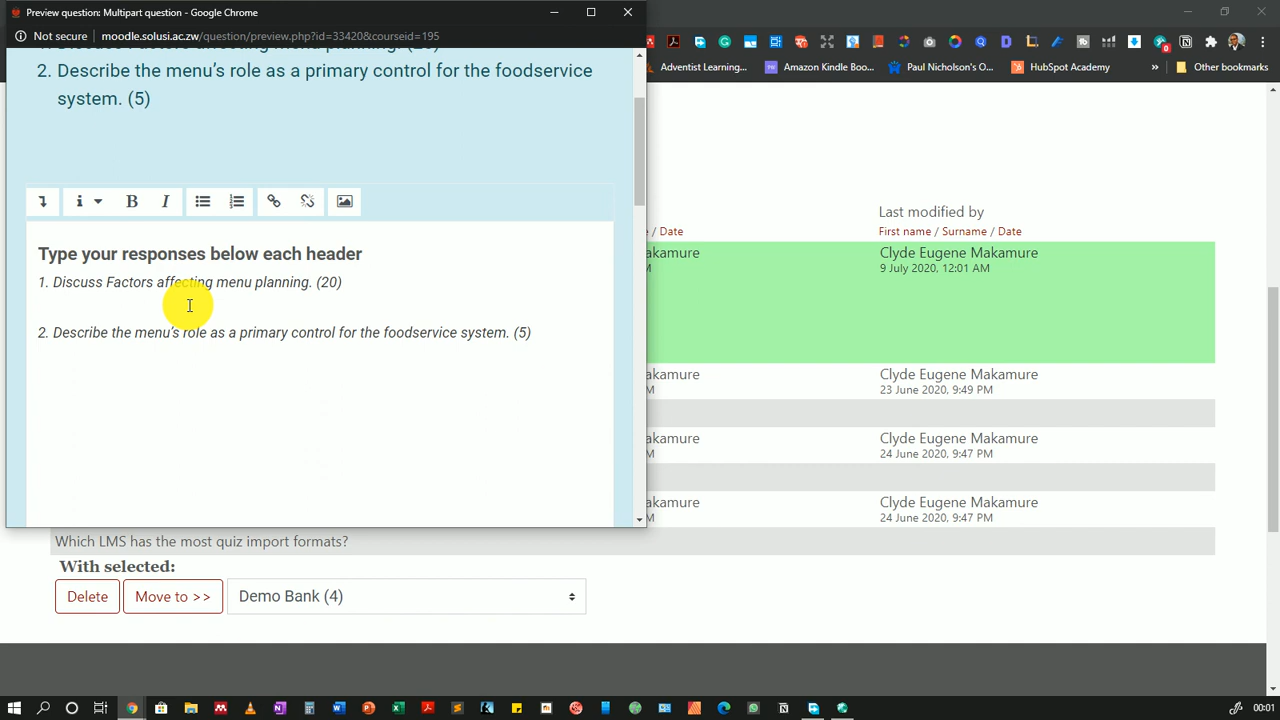 Preview question: Multipart question - Google Chrome
Not secure | moodle.solusi.ac.zw/question/preview.php?id=33420&courseid=195
2. Describe the menu's role as a primary control for the foodservice
system. (5)
Type your responses below each header
1. Discuss Factors affecting menu planning. (20)
2. Describe the menu's role as a primary control for the foodservice system. (5)
Adventist Learning...
Amazon Kindle Boo...
Paul Nicholson's O...
HubSpot Academy
»
Other bookmarks
Last modified by
/ Date
First name / Surname / Date
akamure
Clyde Eugene Makamure
M
9 July 2020, 12:01 AM
akamure
Clyde Eugene Makamure
M
23 June 2020, 9:49 PM
akamure
Clyde Eugene Makamure
M
24 June 2020, 9:47 PM
akamure
Clyde Eugene Makamure
M
24 June 2020, 9:47 PM
Which LMS has the most quiz import formats?
With selected:
Delete
Move to >>
Demo Bank (4)
00:01